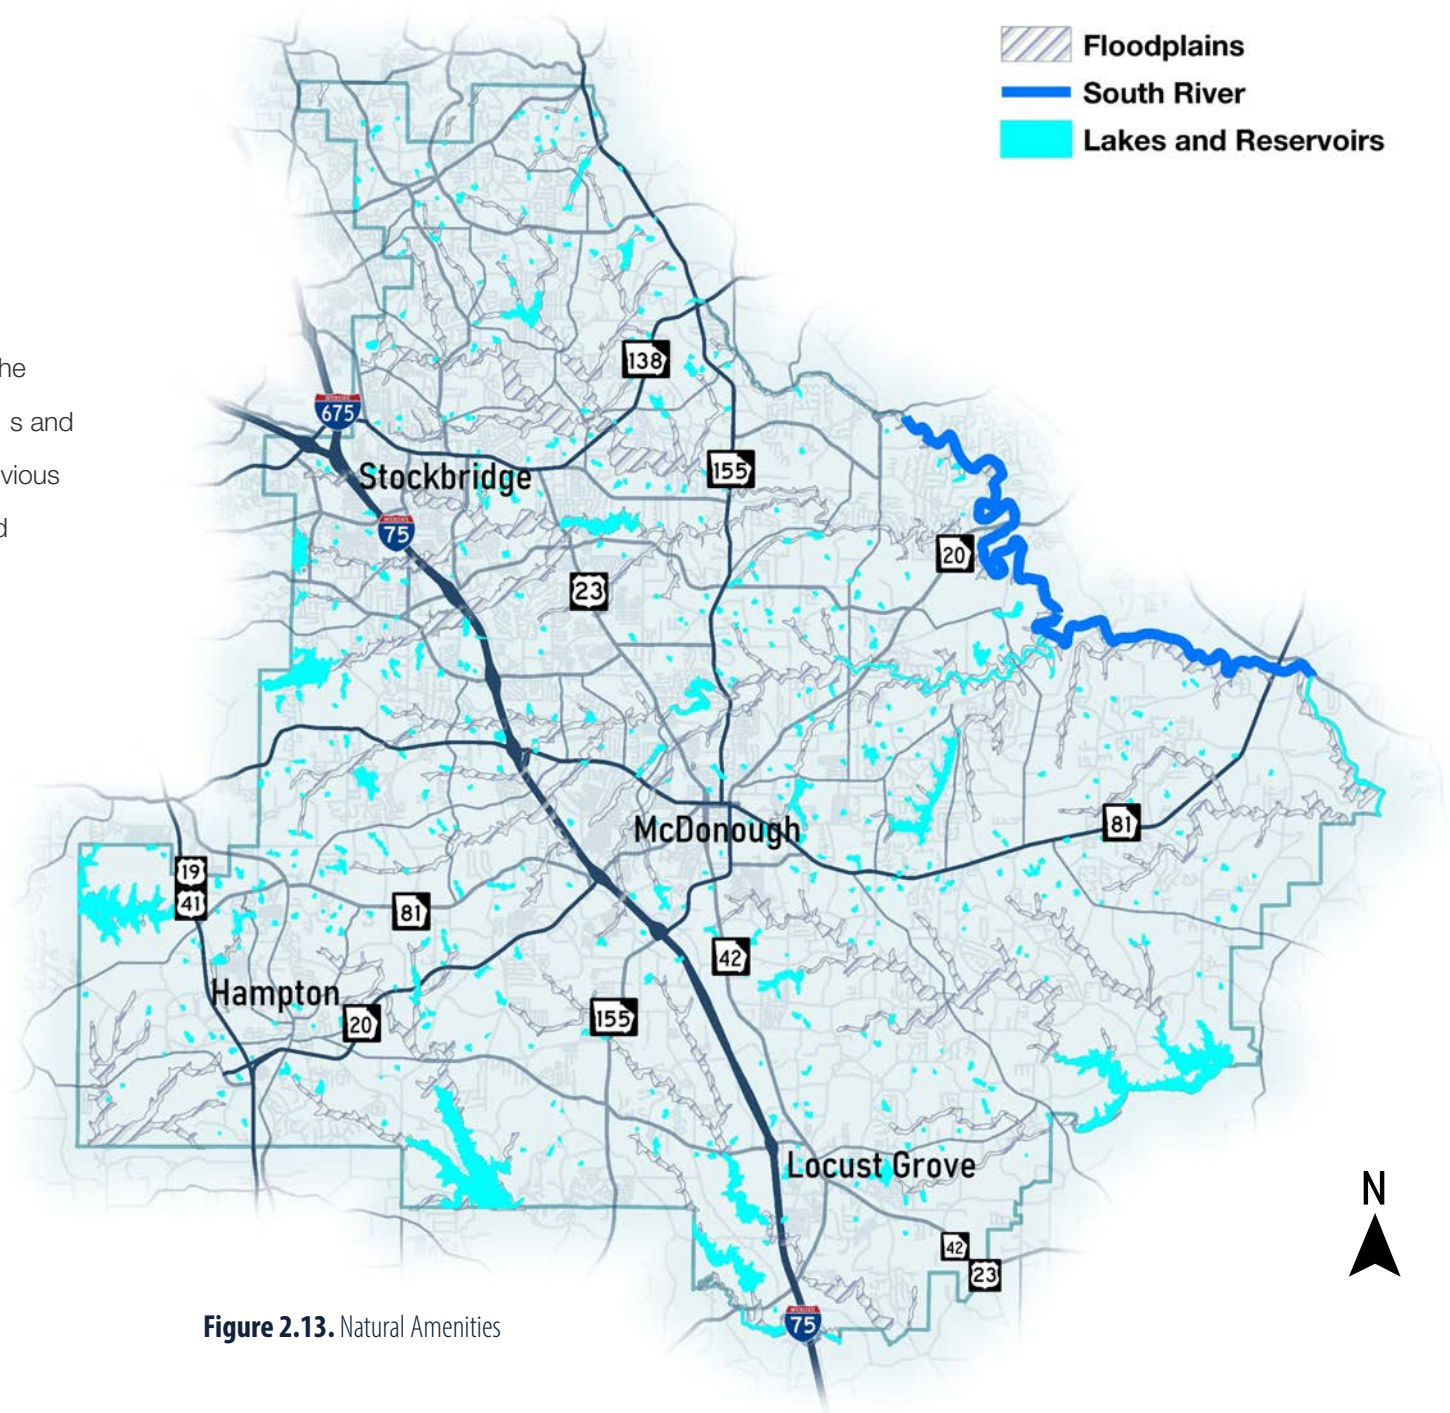 Floodplains
South River
Lakes and Reservoirs
he
s and
vious
d
138
675
Stockbridge
155
75
20
23
McDonough
81
19
41
81
42
Hampton
20
155
Locust Grove
N
42
23
75
Figure 2.13. Natural Amenities